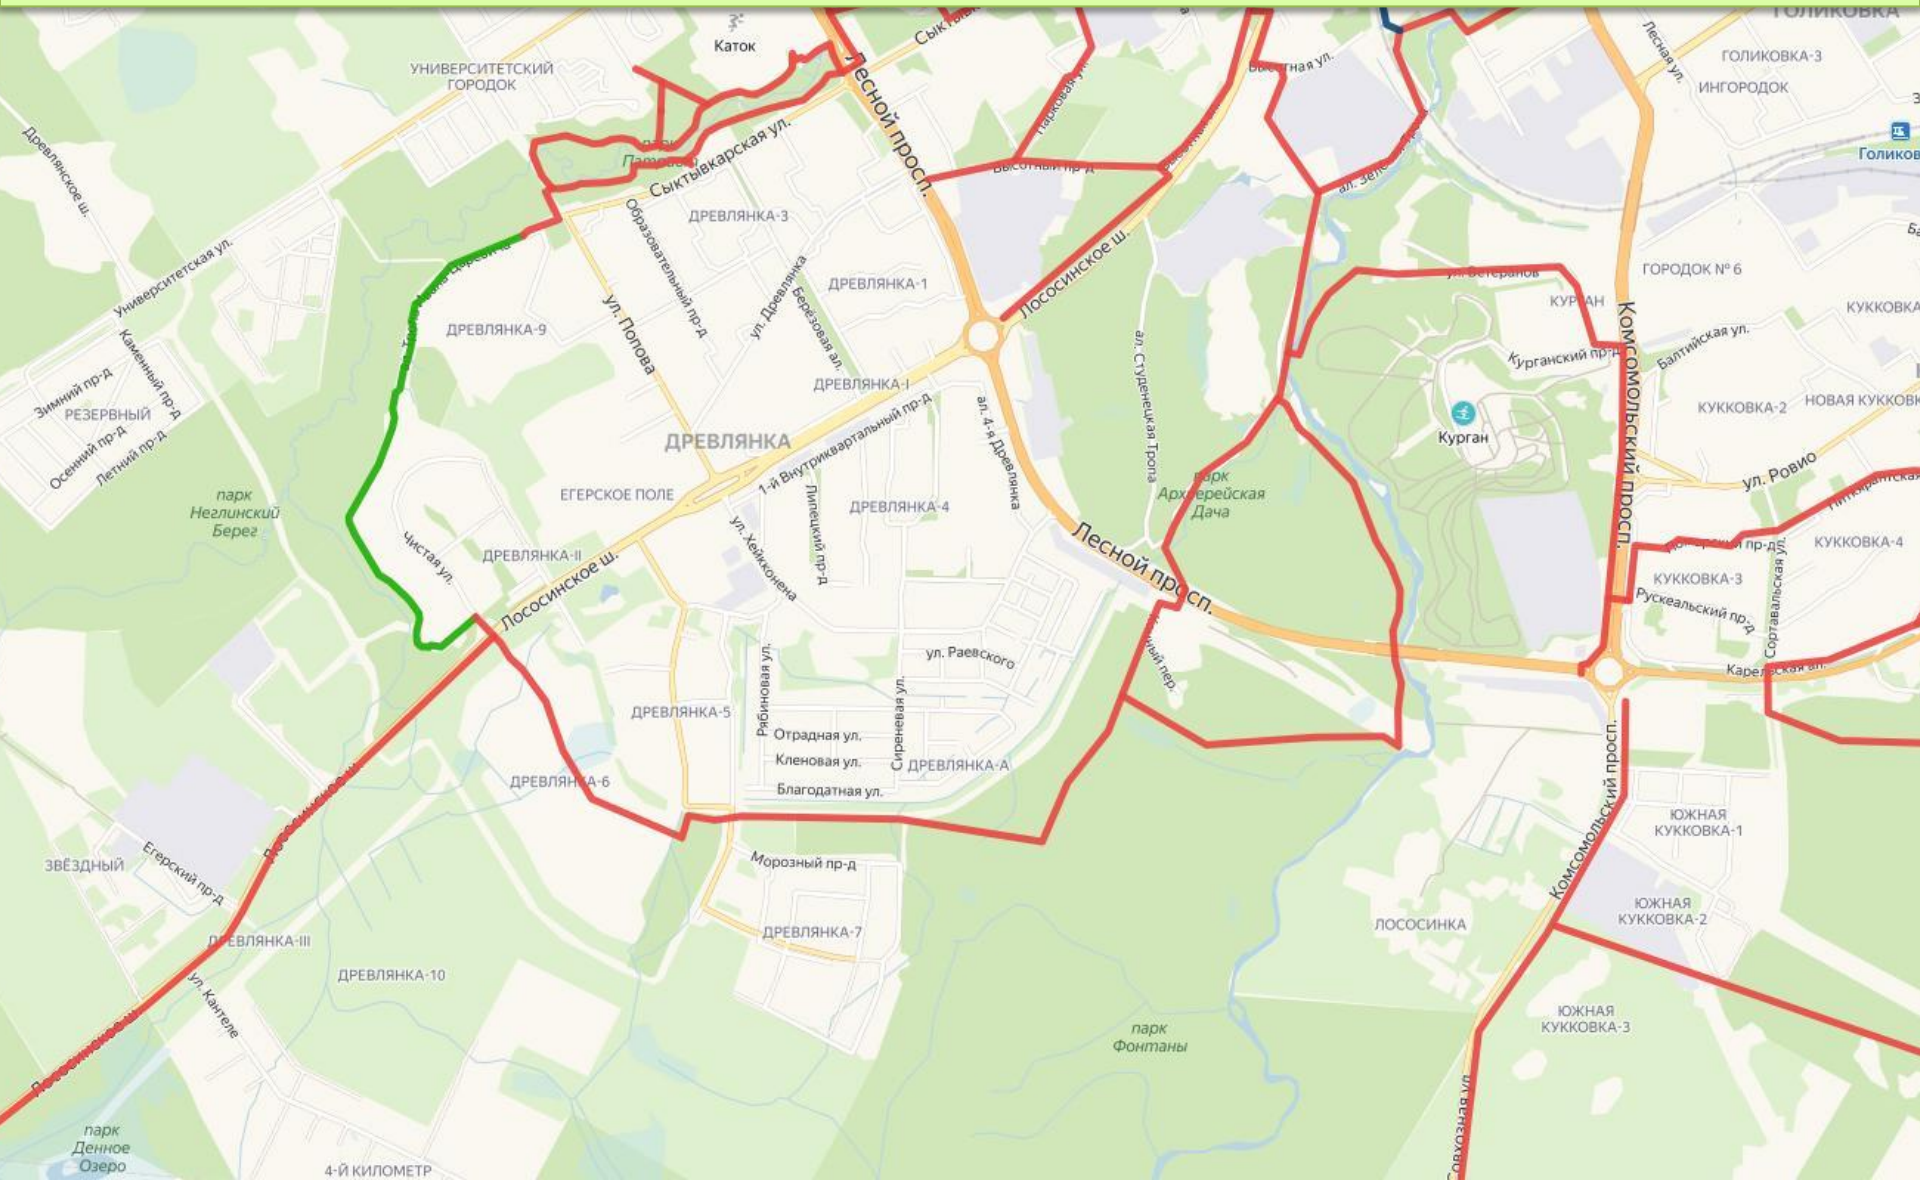 ГОЛИКОВКА
Каток
Лесная ул.
УНИВЕРСИТЕТСКИЙ
ГОРОДОК
Высотная ул.
ГОЛИКОВКА-3
ИНГОРОДОК
Парковая ул.
Лесной просп.
Древлянское ш.
Сыктывкарская ул.
Высотный пр-д
ДРЕВЛЯНКА-3
Образовательный пр-д
Университетская ул.
Лососинское ш.
ДРЕВЛЯНКА-1
ул. Древлянка
Берёзовая ал.
ГОРОДОК № 6
ул. Ветеранов
КУРГАН
ДРЕВЛЯНКА-9
ул. Попова
Каменный пр-д
Зимний пр-д
РЕЗЕРВНЫЙ
Осенний пр-д
Летний пр-д
ал. Студенецкая Тропа
Курганский пр-д
Балтийская ул.
Комсомольский просп.
ДРЕВЛЯНКА-I
1-й Внутриквартальный пр-д
ал. 4-я Древлянка
КУККОВКА-2
ДРЕВЛЯНКА
Курган
ул. Ровио
парк
Неглинский
Берег
ЕГЕРСКОЕ ПОЛЕ
Липецкий пр-д
ДРЕВЛЯНКА-4
парк
Архиерейская
Дача
Чистая ул.
ДРЕВЛЯНКА-II
Лососинское ш.
ул. Хейкконена
Лесной просп.
КУККОВКА-4
КУККОВКА-3
Рускеальский пр-д
Сортавальская ул.
Карельская ал.
ул. Раевского
Рябиновая ул.
Сиреневая ул.
ДРЕВЛЯНКА-5
Отрадная ул.
Кленовая ул.
ДРЕВЛЯНКА-А
Благодатная ул.
ДРЕВЛЯНКА-6
Комсомольский просп.
ЮЖНАЯ
КУККОВКА-1
Лососинское ш.
ЗВЁЗДНЫЙ
Егерский пр-д
Морозный пр-д
ДРЕВЛЯНКА-7
ЛОСОСИНКА
ЮЖНАЯ
КУККОВКА-2
ДРЕВЛЯНКА-III
ДРЕВЛЯНКА-10
ул. Кантеле
ЮЖНАЯ
КУККОВКА-3
парк
Фонтаны
Лососинское ш.
Совхозная ул.
парк
Денное
Озеро
4-Й КИЛОМЕТР